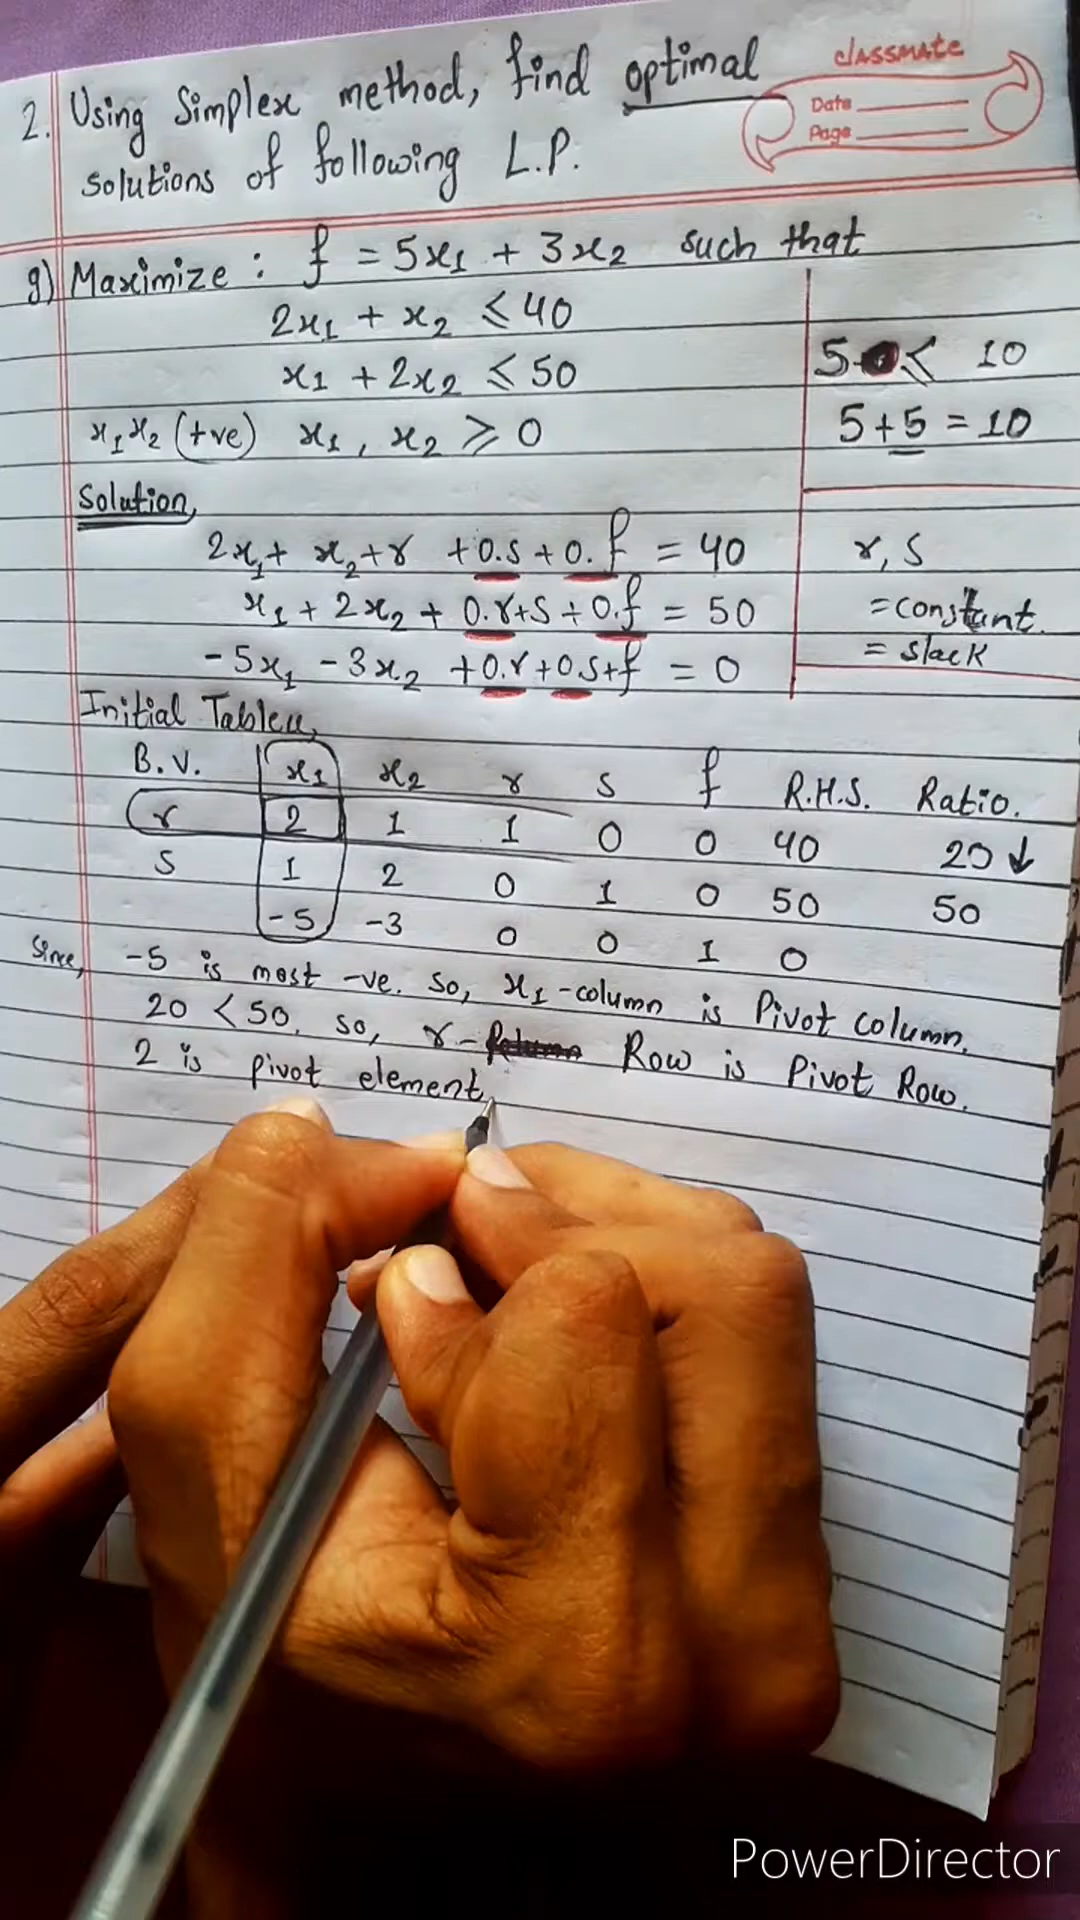 classmate
Date
Page
2. Using Simplex method, find optimal
solutions of following L.P.
g) Maximize : f = 5x₁ + 3x₂ such that
2x₁ + x₂ ≤ 40
x₁ + 2x₂ ≤ 50
x₁x₂ (+ve) x₁, x₂ ≥ 0
5 < 10
5+5 = 10
Solution,
2x₁+ x₂+r +0.s+0.f = 40
x₁ + 2x₂ + 0.r+s+0.f = 50
-5x₁ -3x₂ +0.r+0.s+f = 0
r, s
=constant.
= slack
Initial Tableu,
B.V. x₁ x₂ r s f R.H.S. Ratio.
r 2 1 1 0 0 40 20↓
s 1 2 0 1 0 50 50
-5 -3 0 0 1 0
Since, -5 is most -ve. So, x₁-column is Pivot column.
20 < 50, so, r- Row is Pivot Row.
2 is pivot element,
PowerDirector